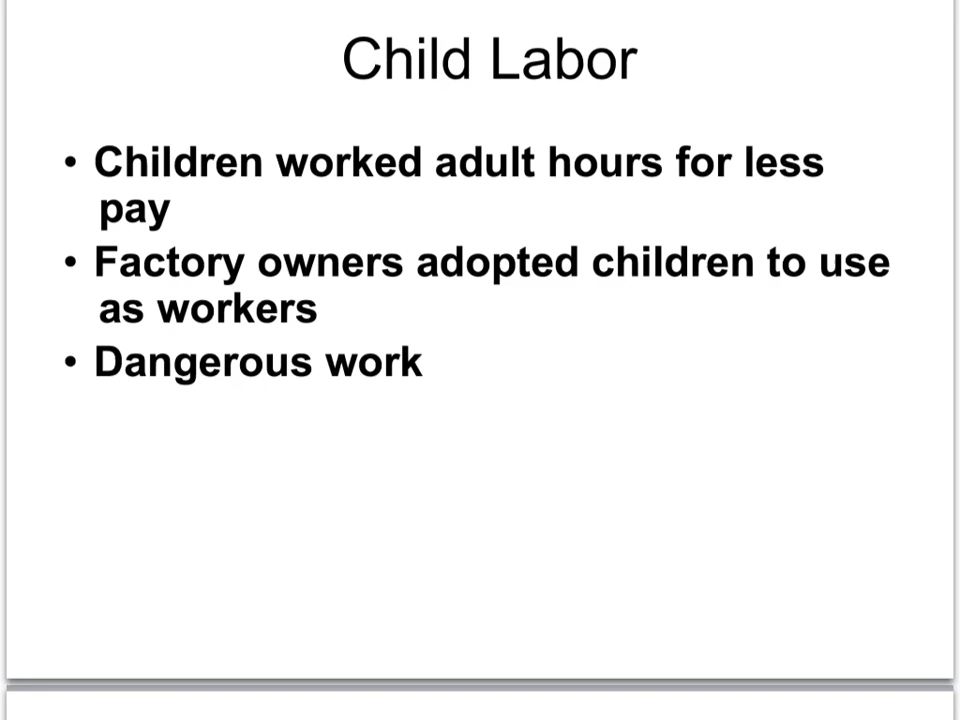 Child Labor
• Children worked adult hours for less
pay
• Factory owners adopted children to use
as workers
• Dangerous work